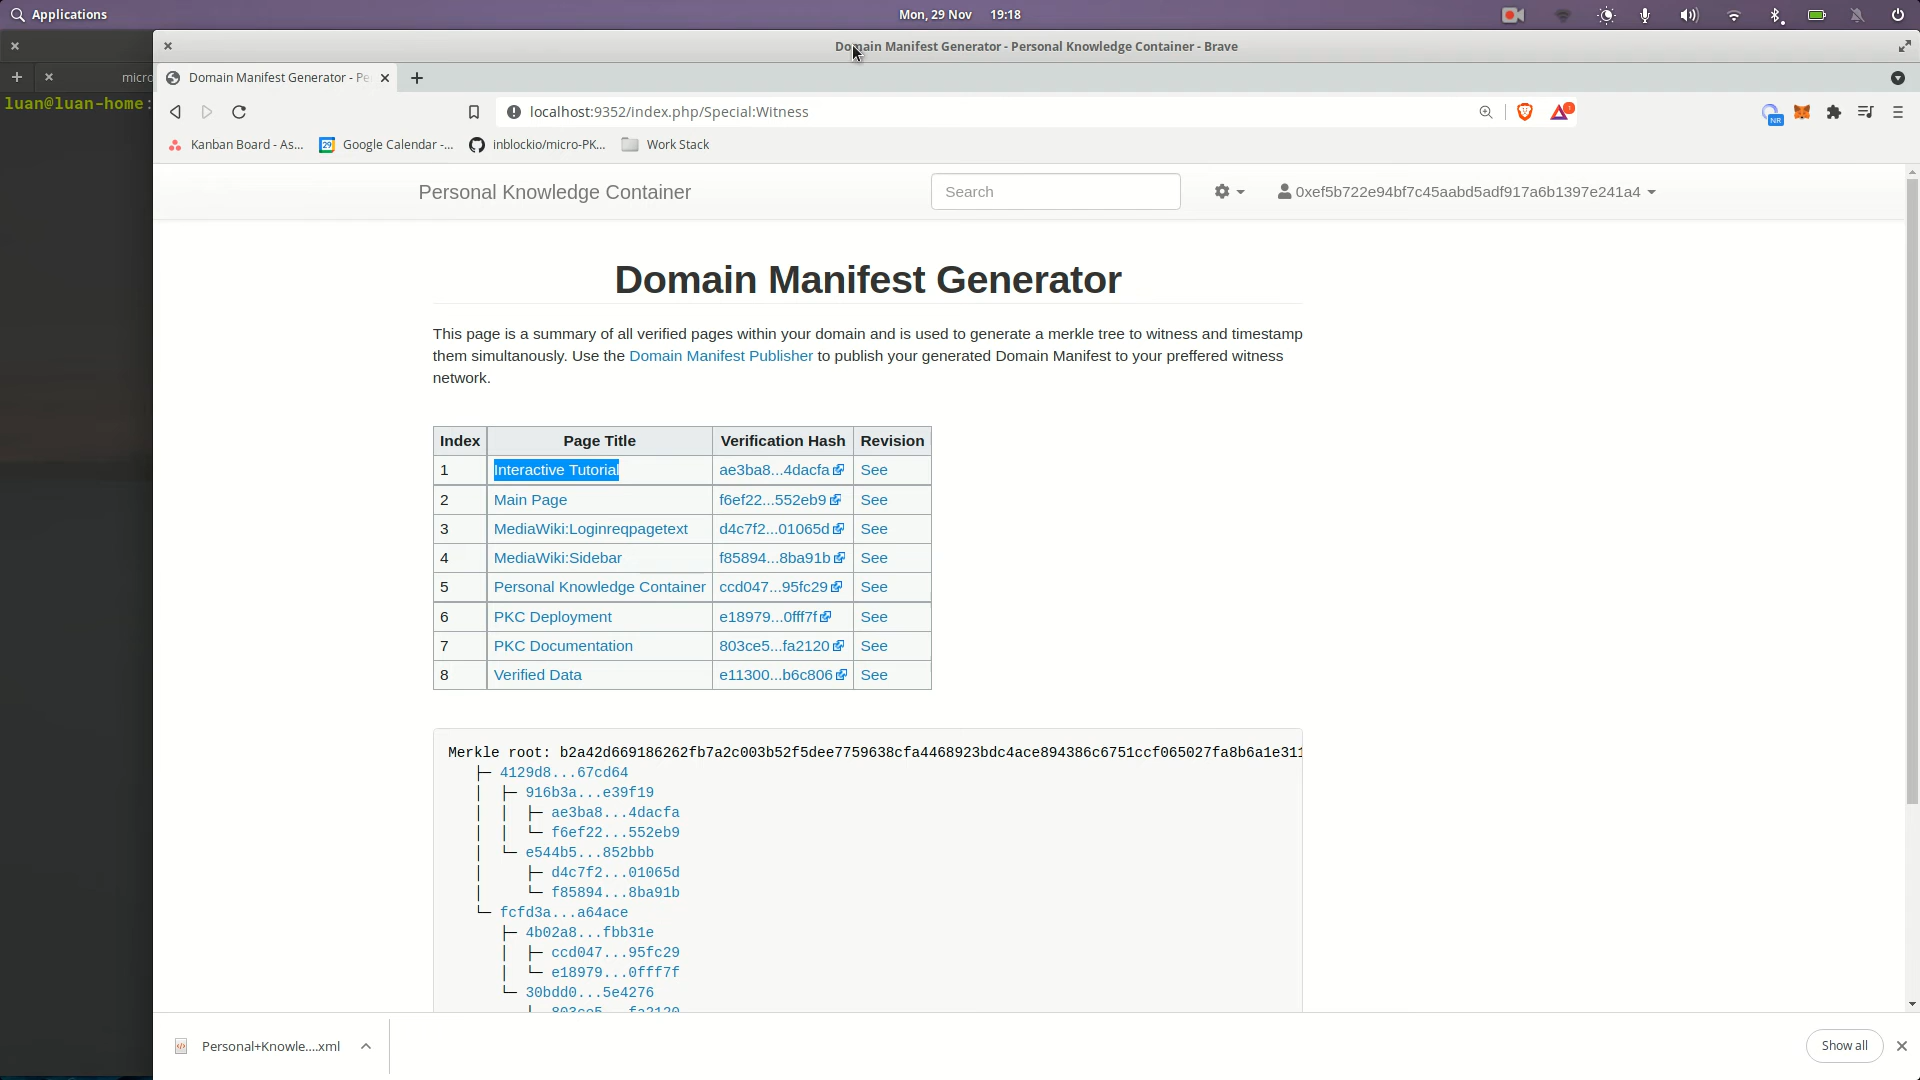 Applications
Mon, 29 Nov 19:18
Domain Manifest Generator - Personal Knowledge Container - Brave
micro
Domain Manifest Generator - Pe
luan@luan-home:
localhost:9352/index.php/Special:Witness
NR
Kanban Board - As... 29 Google Calendar -... inblockio/micro-PK... Work Stack
Personal Knowledge Container
Search
0xef5b722e94bf7c45aabd5adf917a6b1397e241a4
Domain Manifest Generator
This page is a summary of all verified pages within your domain and is used to generate a merkle tree to witness and timestamp
them simultanously. Use the Domain Manifest Publisher to publish your generated Domain Manifest to your preffered witness
network.
Index Page Title Verification Hash Revision
1 Interactive Tutorial ae3ba8...4dacfa See
2 Main Page f6ef22...552eb9 See
3 MediaWiki:Loginreqpagetext d4c7f2...01065d See
4 MediaWiki:Sidebar f85894...8ba91b See
5 Personal Knowledge Container ccd047...95fc29 See
6 PKC Deployment e18979...0fff7f See
7 PKC Documentation 803ce5...fa2120 See
8 Verified Data e11300...b6c806 See
Merkle root: b2a42d669186262fb7a2c003b52f5dee7759638cfa4468923bdc4ace894386c6751ccf065027fa8b6a1e311
├─ 4129d8...67cd64
│ ├─ 916b3a...e39f19
│ │ ├─ ae3ba8...4dacfa
│ │ └─ f6ef22...552eb9
│ └─ e544b5...852bbb
│ ├─ d4c7f2...01065d
│ └─ f85894...8ba91b
└─ fcfd3a...a64ace
├─ 4b02a8...fbb31e
│ ├─ ccd047...95fc29
│ └─ e18979...0fff7f
└─ 30bdd0...5e4276
803ce5...fa2120
Personal+Knowle....xml
Show all